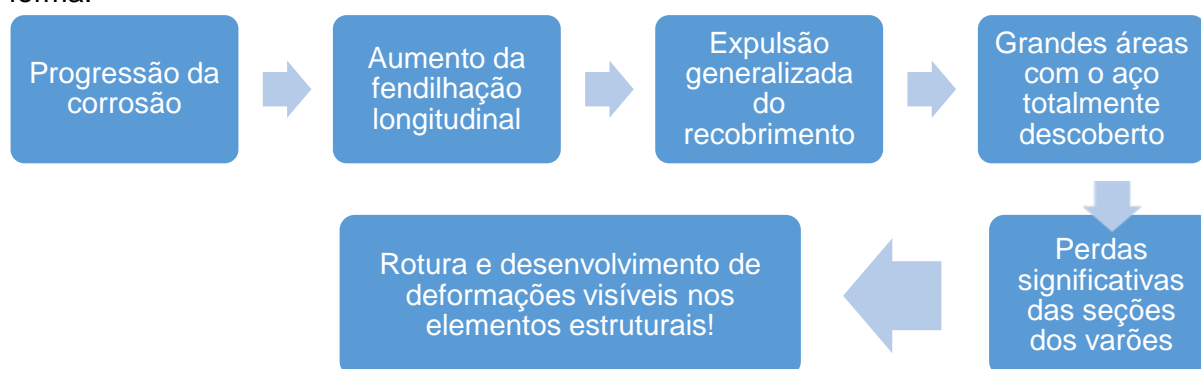 forma:
Progressão da
corrosão
Aumento da
fendilhação
longitudinal
Expulsão
generalizada
do
recobrimento
Grandes áreas
com o aço
totalmente
descoberto
Perdas
significativas
das seções
dos varões
Rotura e desenvolvimento de
deformações visíveis nos
elementos estruturais!